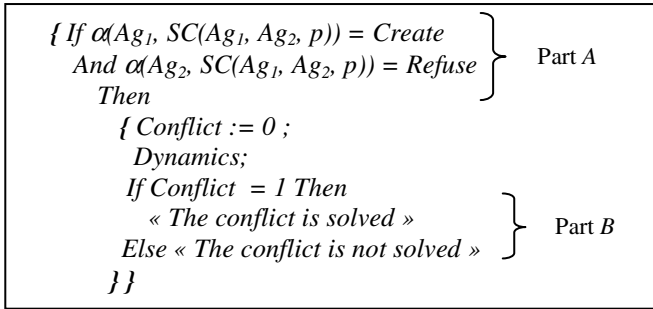 { If α(Ag1, SC(Ag1, Ag2, p)) = Create
And α(Ag2, SC(Ag1, Ag2, p)) = Refuse
Part A
Then
{ Conflict := 0 ;
Dynamics;
If Conflict = 1 Then
« The conflict is solved »
Part B
Else « The conflict is not solved »
} }